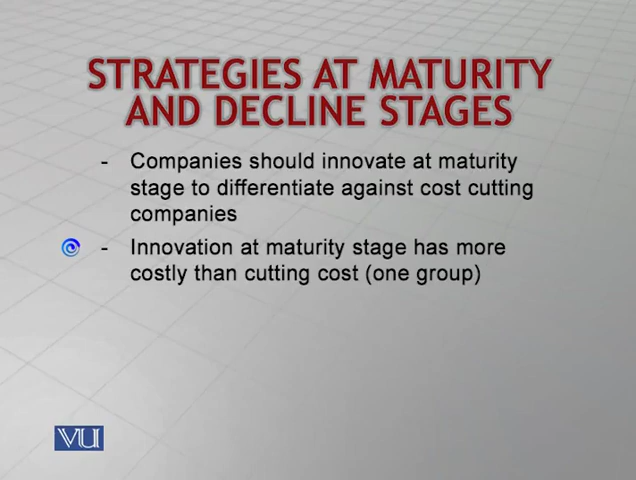 STRATEGIES AT MATURITY
AND DECLINE STAGES
- Companies should innovate at maturity
stage to differentiate against cost cutting
companies
- Innovation at maturity stage has more
costly than cutting cost (one group)
VU